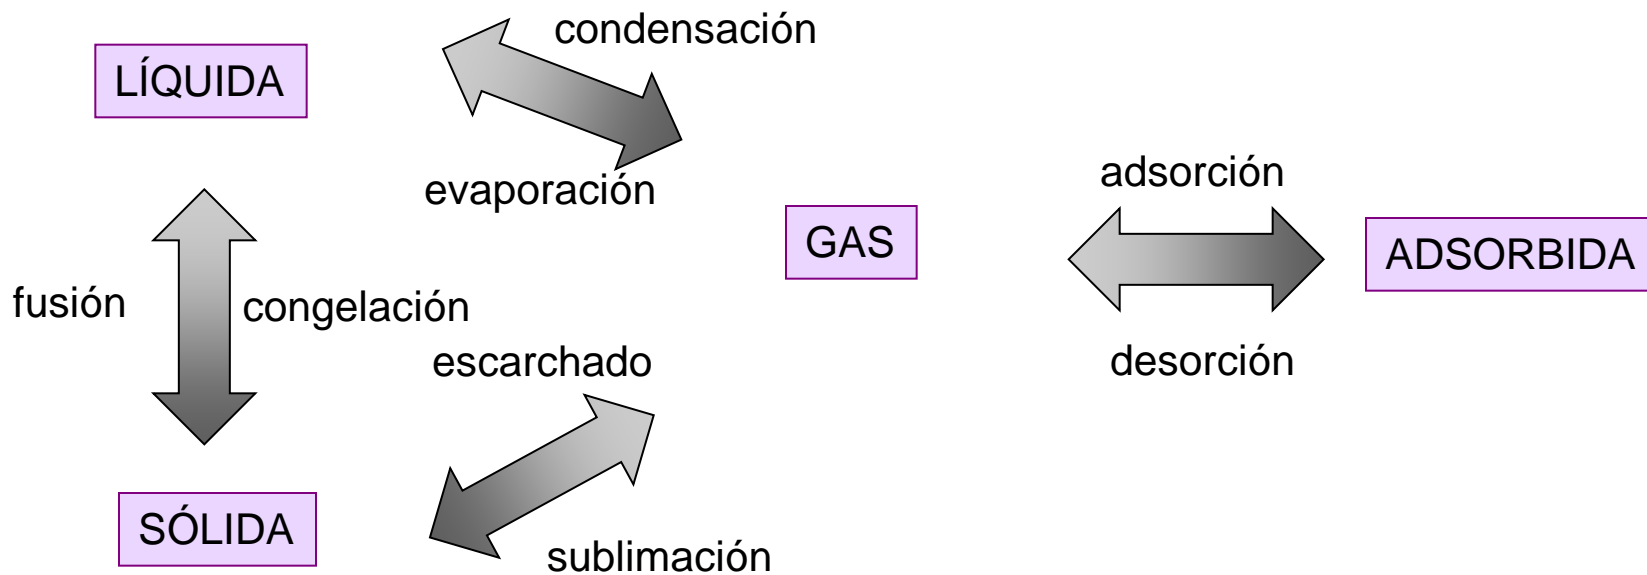 condensación
LÍQUIDA
evaporación
adsorción
GAS
ADSORBIDA
fusión
congelación
escarchado
desorción
SÓLIDA
sublimación